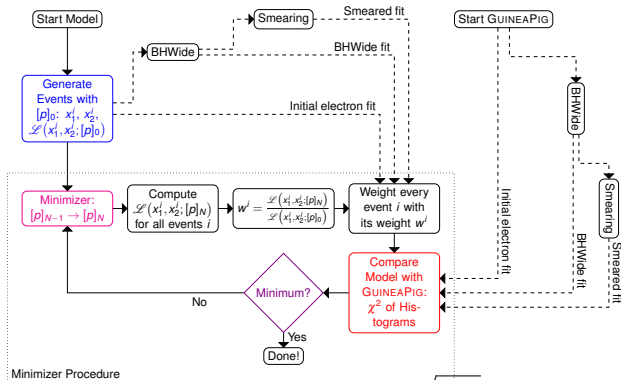 Start Model
Smearing
Smeared fit
Start GUINEAPIG
BHWide
BHWide fit
Generate
Events with
[p]₀: x₁ⁱ, x₂ⁱ,
ℒ(x₁ⁱ, x₂ⁱ; [p]₀)
Initial electron fit
BHWide
Smearing
Initial electron fit
BHWide fit
Smeared fit
Minimizer:
[p]_{N−1} → [p]_N
Compute
ℒ(x₁ⁱ, x₂ⁱ; [p]_N)
for all events i
wⁱ = ℒ(x₁ⁱ, x₂ⁱ; [p]_N) / ℒ(x₁ⁱ, x₂ⁱ; [p]₀)
Weight every
event i with
its weight wⁱ
Compare
Model with
GUINEAPIG:
χ² of His-
tograms
Minimum?
No
Yes
Done!
Minimizer Procedure